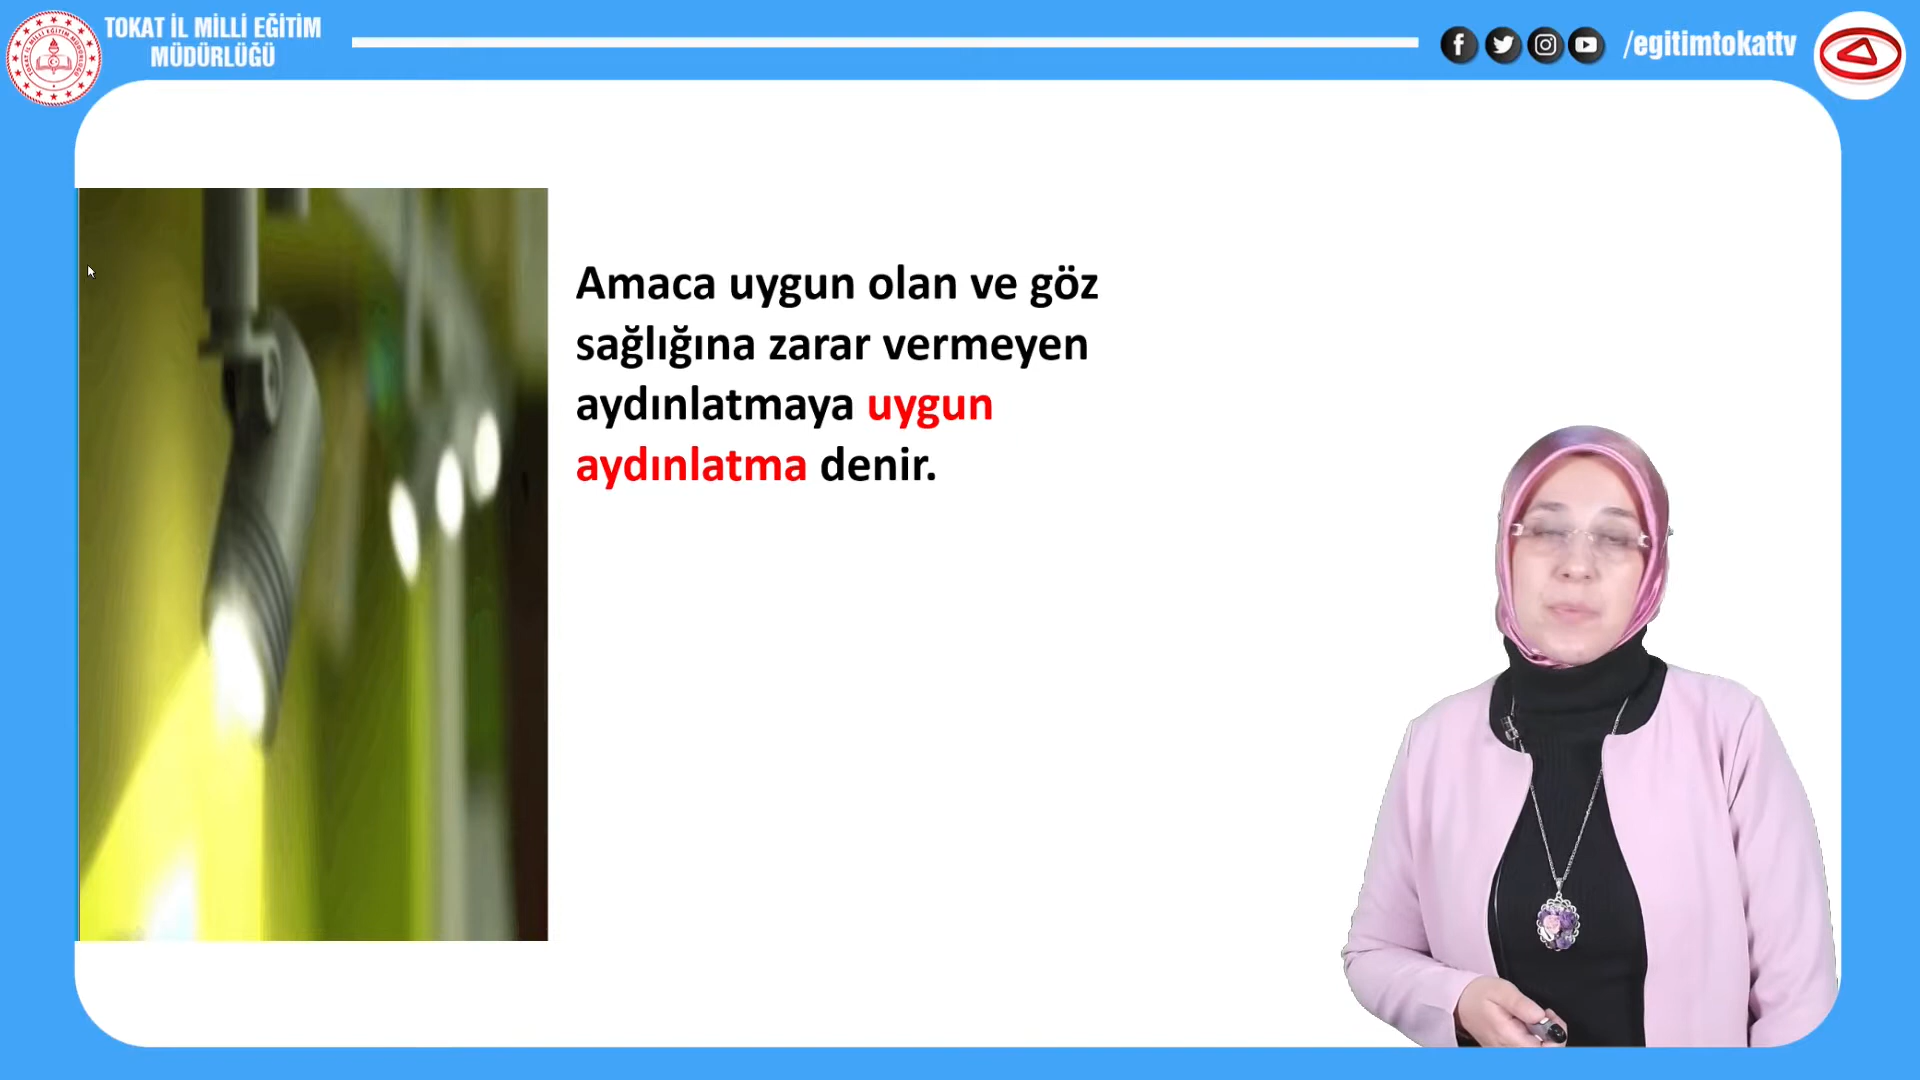 TOKAT İL MİLLİ EĞİTİM
MÜDÜRLÜĞÜ
/egitimtokattv
Amaca uygun olan ve göz
sağlığına zarar vermeyen
aydınlatmaya uygun
aydınlatma denir.